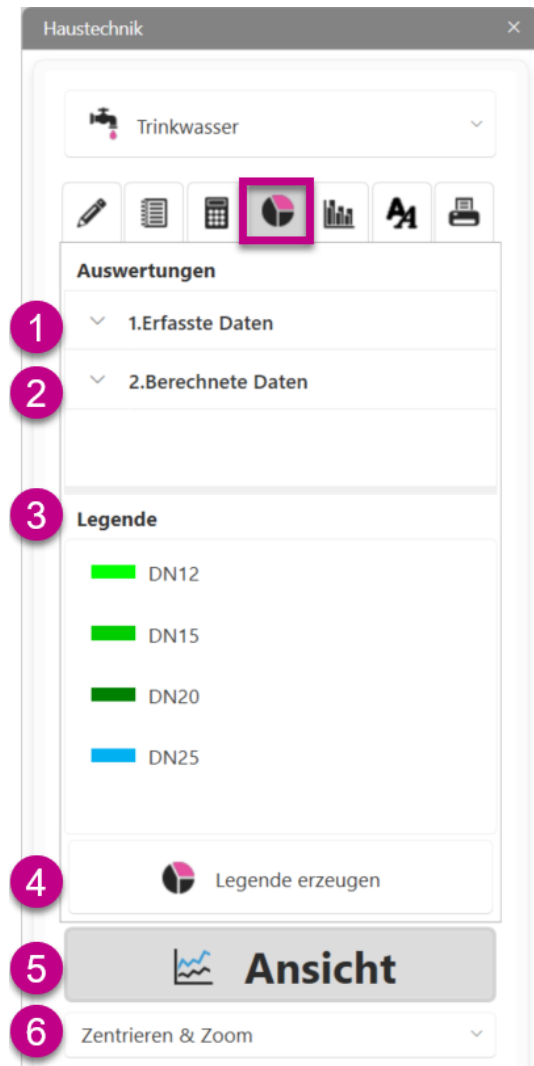 Haustechnik
Trinkwasser
Auswertungen
1 1.Erfasste Daten
2 2.Berechnete Daten
3 Legende
DN12
DN15
DN20
DN25
4 Legende erzeugen
5 Ansicht
6 Zentrieren & Zoom